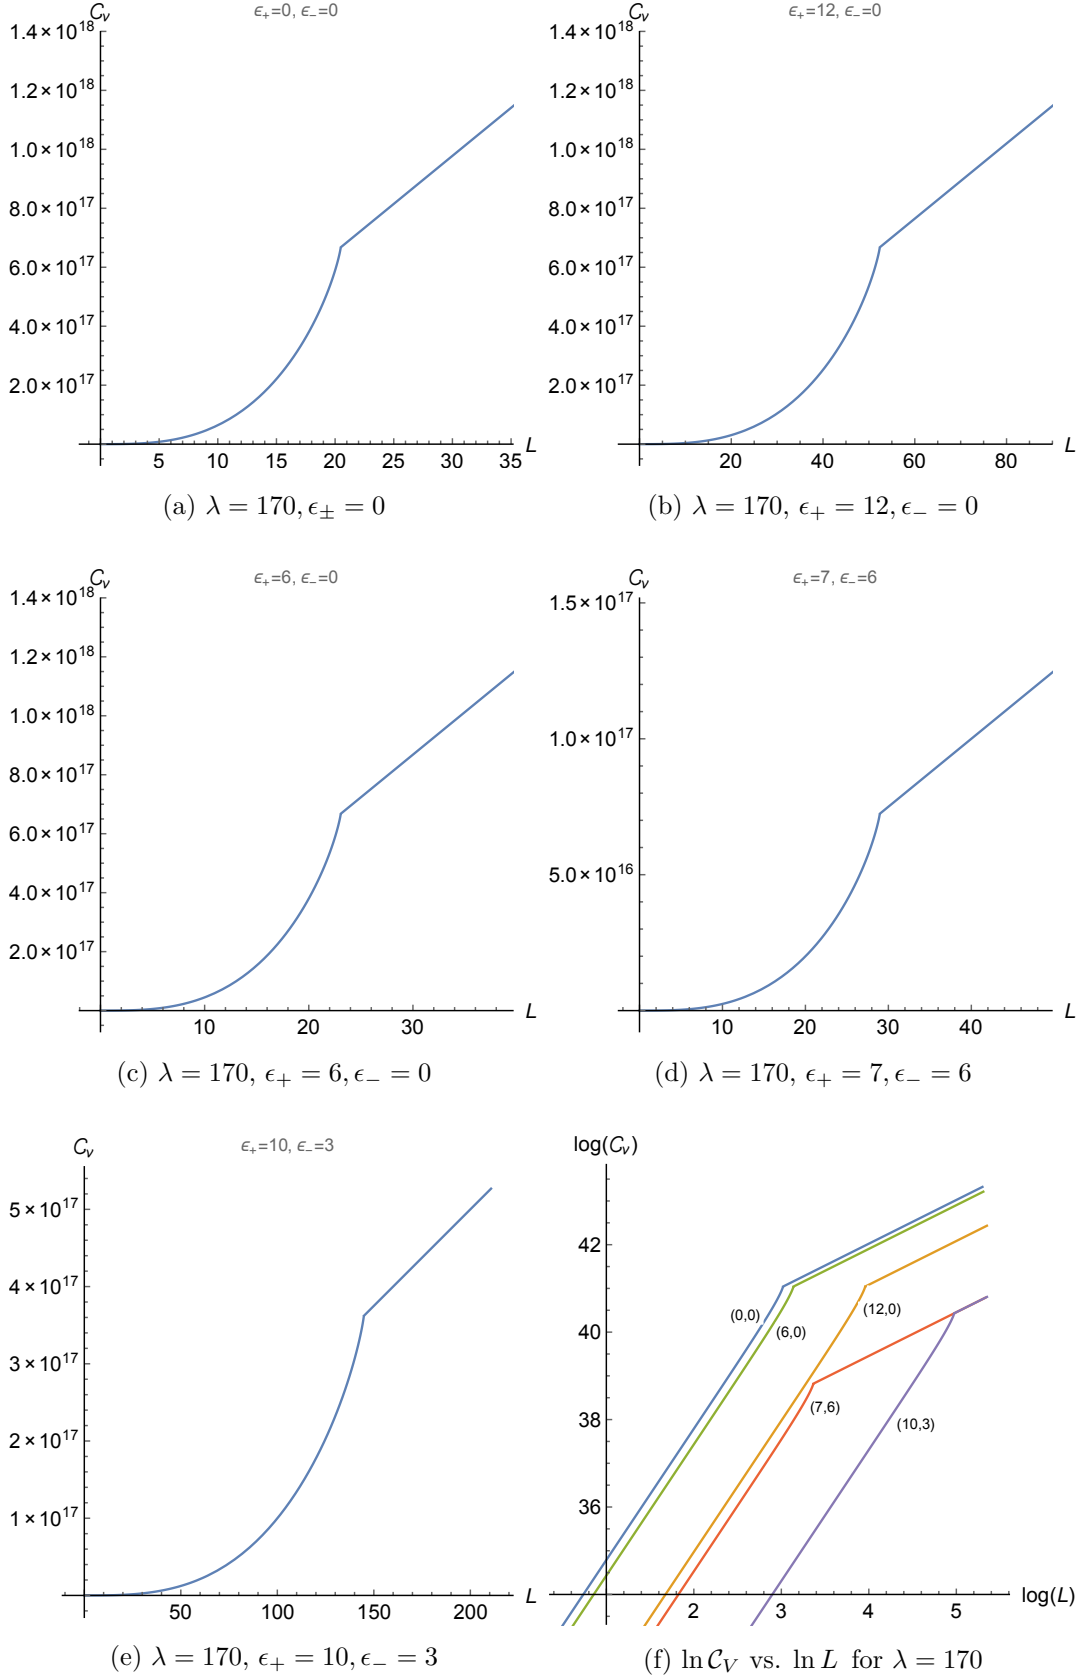 C_v
ϵ₊=0, ϵ₋=0
1.4×10^18
1.2×10^18
1.0×10^18
8.0×10^17
6.0×10^17
4.0×10^17
2.0×10^17
5 10 15 20 25 30 35 L
(a) λ = 170, ϵ± = 0
C_v
ϵ₊=12, ϵ₋=0
1.4×10^18
1.2×10^18
1.0×10^18
8.0×10^17
6.0×10^17
4.0×10^17
2.0×10^17
20 40 60 80 L
(b) λ = 170, ϵ₊ = 12, ϵ₋ = 0
C_v
ϵ₊=6, ϵ₋=0
1.4×10^18
1.2×10^18
1.0×10^18
8.0×10^17
6.0×10^17
4.0×10^17
2.0×10^17
10 20 30 L
(c) λ = 170, ϵ₊ = 6, ϵ₋ = 0
C_v
ϵ₊=7, ϵ₋=6
1.5×10^17
1.0×10^17
5.0×10^16
10 20 30 40 L
(d) λ = 170, ϵ₊ = 7, ϵ₋ = 6
C_v
ϵ₊=10, ϵ₋=3
5×10^17
4×10^17
3×10^17
2×10^17
1×10^17
50 100 150 200 L
(e) λ = 170, ϵ₊ = 10, ϵ₋ = 3
log(C_v)
42
40
38
36
(0,0)
(6,0)
(12,0)
(7,6)
(10,3)
2 3 4 5 log(L)
(f) ln C_V vs. ln L for λ = 170